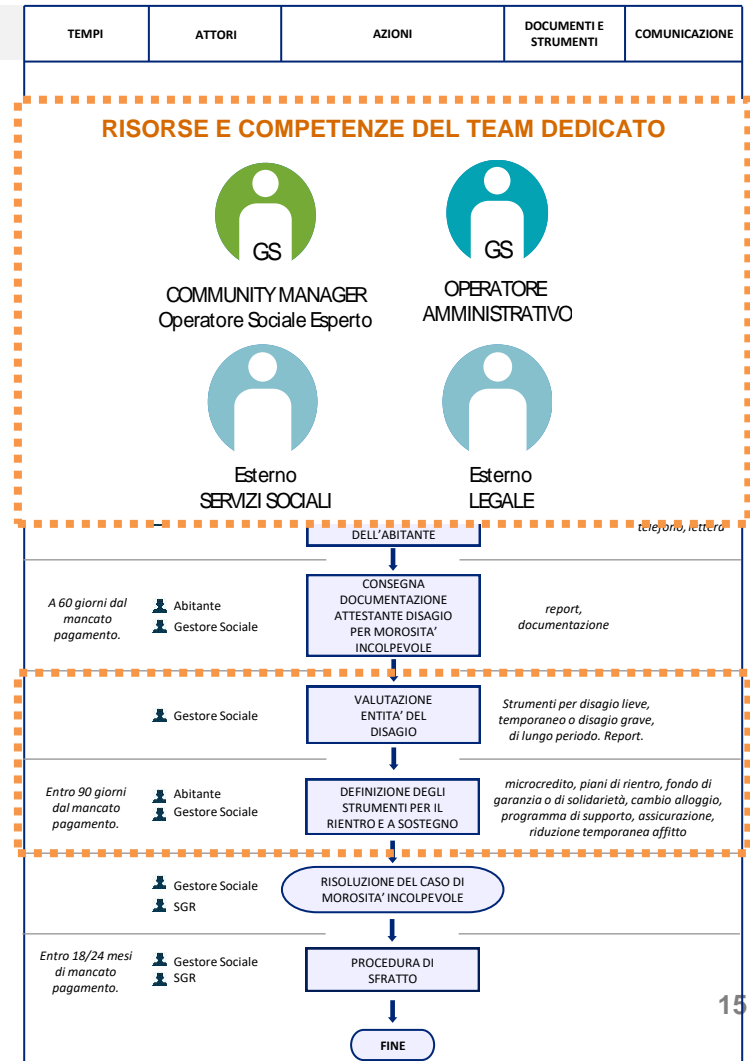 TEMPI
ATTORI
AZIONI
DOCUMENTI E
STRUMENTI
COMUNICAZIONE
RISORSE E COMPETENZE DEL TEAM DEDICATO
GS
COMMUNITY MANAGER
Operatore Sociale Esperto
GS
OPERATORE
AMMINISTRATIVO
Esterno
SERVIZI SOCIALI
Esterno
LEGALE
DELL'ABITANTE
telefono, lettera
A 60 giorni dal
mancato
pagamento.
Abitante
Gestore Sociale
CONSEGNA
DOCUMENTAZIONE
ATTESTANTE DISAGIO
PER MOROSITA'
INCOLPEVOLE
report,
documentazione
Gestore Sociale
VALUTAZIONE
ENTITA' DEL
DISAGIO
Strumenti per disagio lieve,
temporaneo o disagio grave,
di lungo periodo. Report.
Entro 90 giorni
dal mancato
pagamento.
Abitante
Gestore Sociale
DEFINIZIONE DEGLI
STRUMENTI PER IL
RIENTRO E A SOSTEGNO
microcredito, piani di rientro, fondo di
garanzia o di solidarietà, cambio alloggio,
programma di supporto, assicurazione,
riduzione temporanea affitto
Gestore Sociale
SGR
RISOLUZIONE DEL CASO DI
MOROSITA' INCOLPEVOLE
Entro 18/24 mesi
di mancato
pagamento.
Gestore Sociale
SGR
PROCEDURA DI
SFRATTO
15
FINE